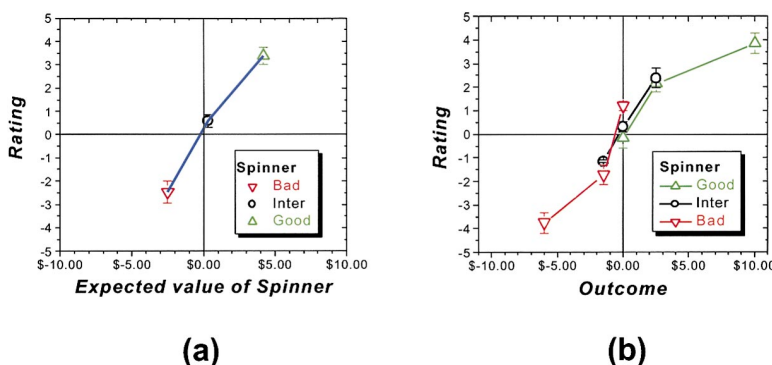 5
4
3
2
1
0
-1
-2
-3
-4
-5
Rating
$-10.00 -$5.00 $0.00 $5.00 $10.00
Expected value of Spinner
Spinner
Bad
Inter
Good
(a)
5
4
3
2
1
0
-1
-2
-3
-4
-5
Rating
$-10.00 -$5.00 $0.00 $5.00 $10.00
Outcome
Spinner
Good
Inter
Bad
(b)